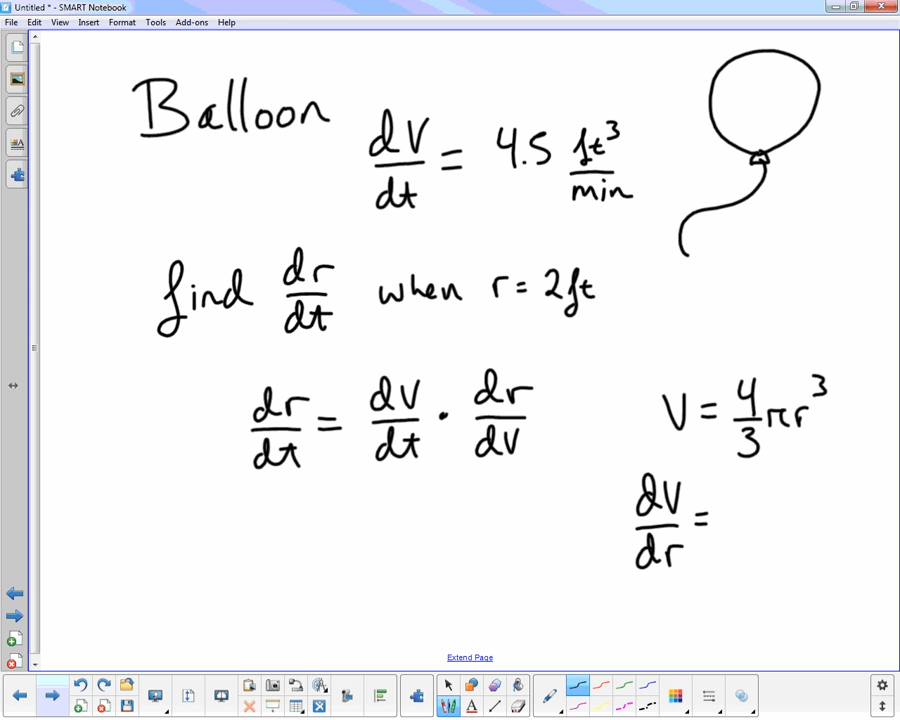 Untitled * - SMART Notebook
File Edit View Insert Format Tools Add-ons Help
Balloon
dV/dt = 4.5 ft³/min
find dr/dt when r = 2ft
dr/dt = dV/dt · dr/dV
V = 4/3 πr³
dV/dr =
Extend Page